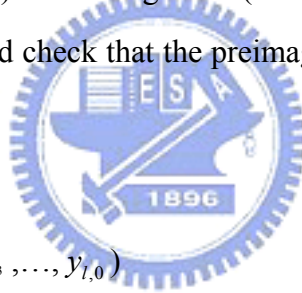 d check that the preimag
E S A
1896
,…, y_{l,0})